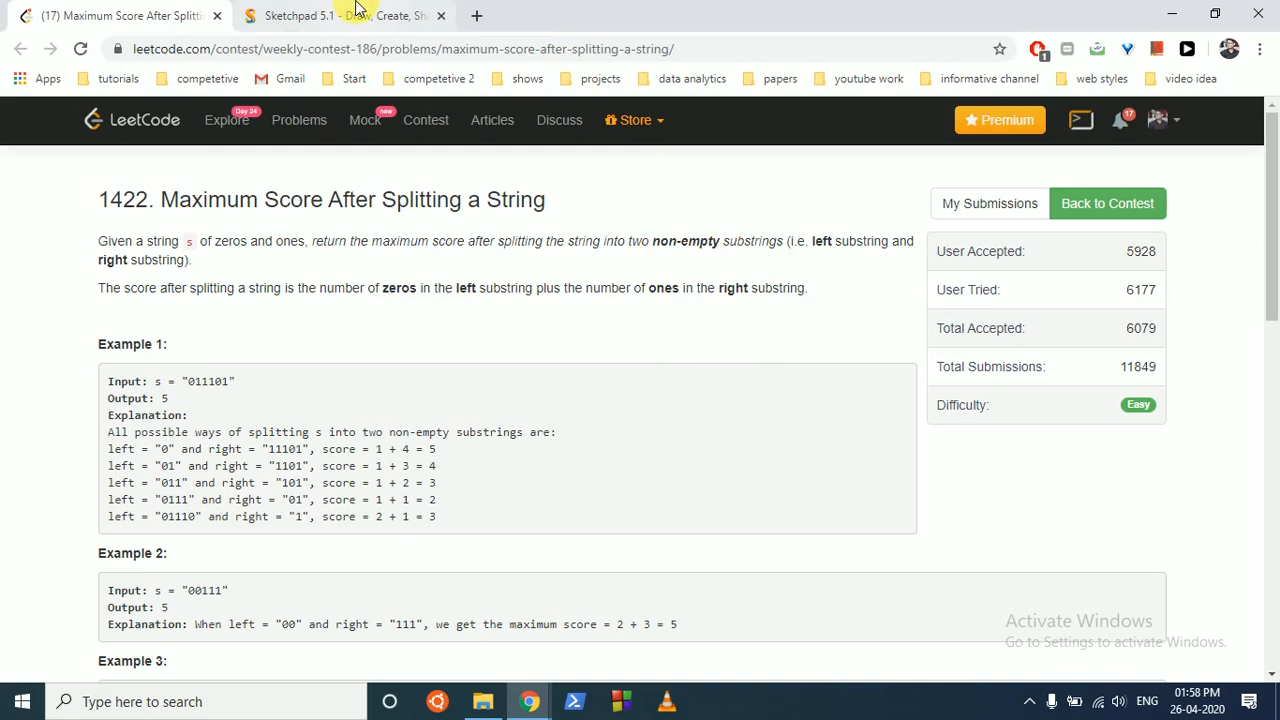 (17) Maximum Score After Splitti
Sketchpad 5.1 - Draw, Create, Sh
leetcode.com/contest/weekly-contest-186/problems/maximum-score-after-splitting-a-string/
1
Apps
tutorials
competetive
Gmail
Start
competetive 2
shows
projects
data analytics
papers
youtube work
informative channel
web styles
video idea
LeetCode
Explore
Day 24
Problems
Mock
new
Contest
Articles
Discuss
Store
Premium
17
1422. Maximum Score After Splitting a String
My Submissions
Back to Contest
Given a string s of zeros and ones, return the maximum score after splitting the string into two non-empty substrings (i.e. left substring and
right substring).
The score after splitting a string is the number of zeros in the left substring plus the number of ones in the right substring.
User Accepted: 5928
User Tried: 6177
Total Accepted: 6079
Total Submissions: 11849
Difficulty: Easy
Example 1:
Input: s = "011101"
Output: 5
Explanation:
All possible ways of splitting s into two non-empty substrings are:
left = "0" and right = "11101", score = 1 + 4 = 5
left = "01" and right = "1101", score = 1 + 3 = 4
left = "011" and right = "101", score = 1 + 2 = 3
left = "0111" and right = "01", score = 1 + 1 = 2
left = "01110" and right = "1", score = 2 + 1 = 3
Example 2:
Input: s = "00111"
Output: 5
Explanation: When left = "00" and right = "111", we get the maximum score = 2 + 3 = 5
Example 3:
Activate Windows
Go to Settings to activate Windows.
Type here to search
ENG
01:58 PM
26-04-2020